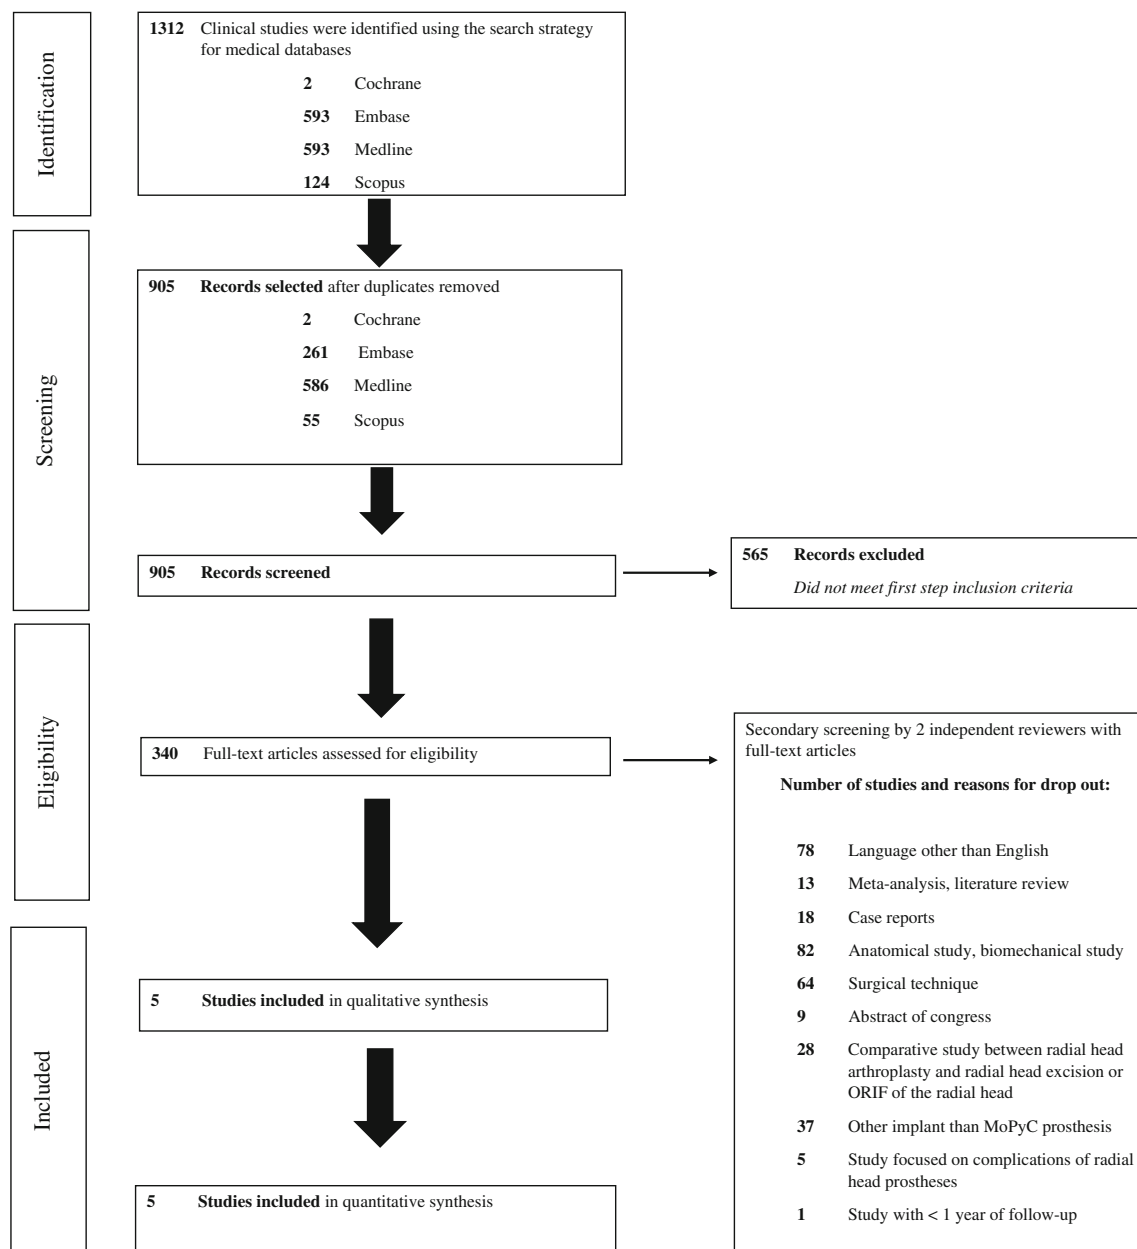 Identification
1312 Clinical studies were identified using the search strategy
for medical databases
2 Cochrane
593 Embase
593 Medline
124 Scopus
Screening
905 Records selected after duplicates removed
2 Cochrane
261 Embase
586 Medline
55 Scopus
905 Records screened
565 Records excluded
Did not meet first step inclusion criteria
Eligibility
340 Full-text articles assessed for eligibility
Secondary screening by 2 independent reviewers with
full-text articles
Number of studies and reasons for drop out:
78 Language other than English
13 Meta-analysis, literature review
18 Case reports
82 Anatomical study, biomechanical study
64 Surgical technique
9 Abstract of congress
28 Comparative study between radial head
arthroplasty and radial head excision or
ORIF of the radial head
37 Other implant than MoPyC prosthesis
5 Study focused on complications of radial
head prostheses
1 Study with < 1 year of follow-up
Included
5 Studies included in qualitative synthesis
5 Studies included in quantitative synthesis